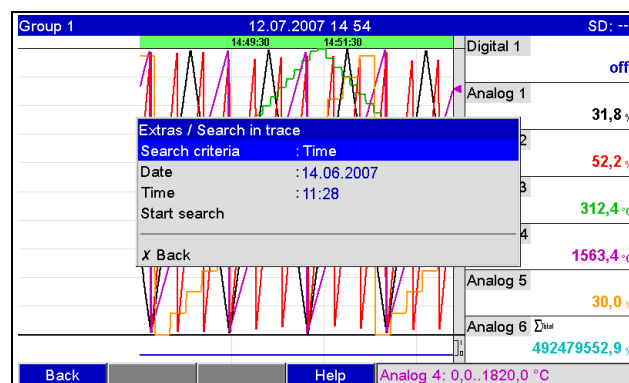 Group 1 12.07.2007 14 54 SD: --
14:49:30 14:51:30
Digital 1
off
Analog 1
31,8 %
2
52,2 %
3
312,4 °C
4
1563,4 °C
Analog 5
30,0
Analog 6 ΣTotal
492479552,9
Extras / Search in trace
Search criteria : Time
Date : 14.06.2007
Time : 11:28
Start search
X Back
Back Help Analog 4: 0,0..1820,0 °C